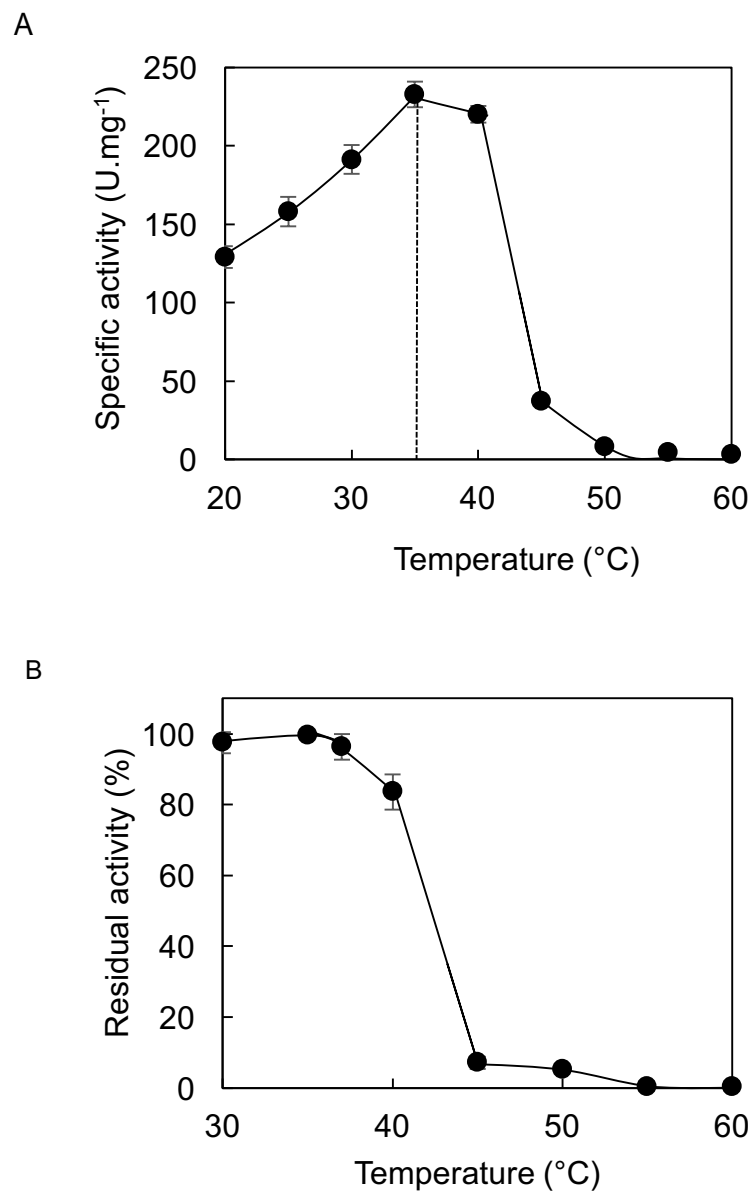 A
Specific activity (U.mg-1)
250
200
150
100
50
0
20 30 40 50 60
Temperature (°C)
B
Residual activity (%)
100
80
60
40
20
0
30 40 50 60
Temperature (°C)